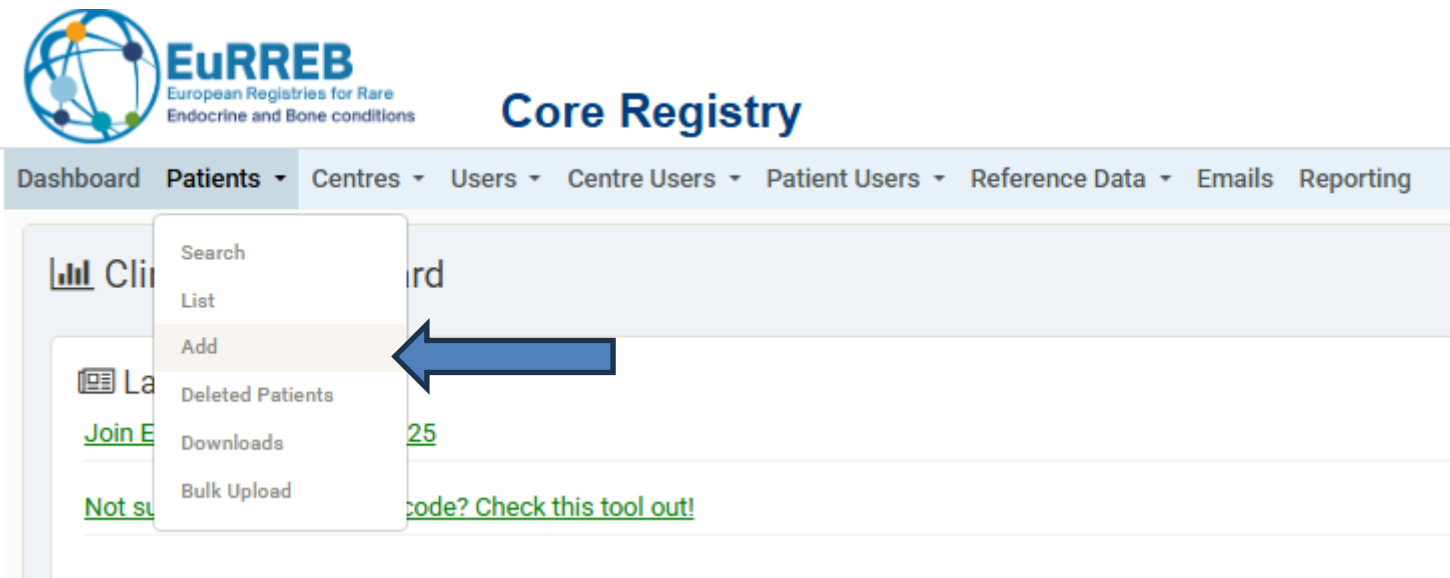 EuRREB
European Registries for Rare
Endocrine and Bone conditions
Core Registry
Dashboard Patients Centres Users Centre Users Patient Users Reference Data Emails Reporting
Search
List
Add
Deleted Patients
Downloads
Bulk Upload
Cli rd
La
Join E 25
Not su code? Check this tool out!